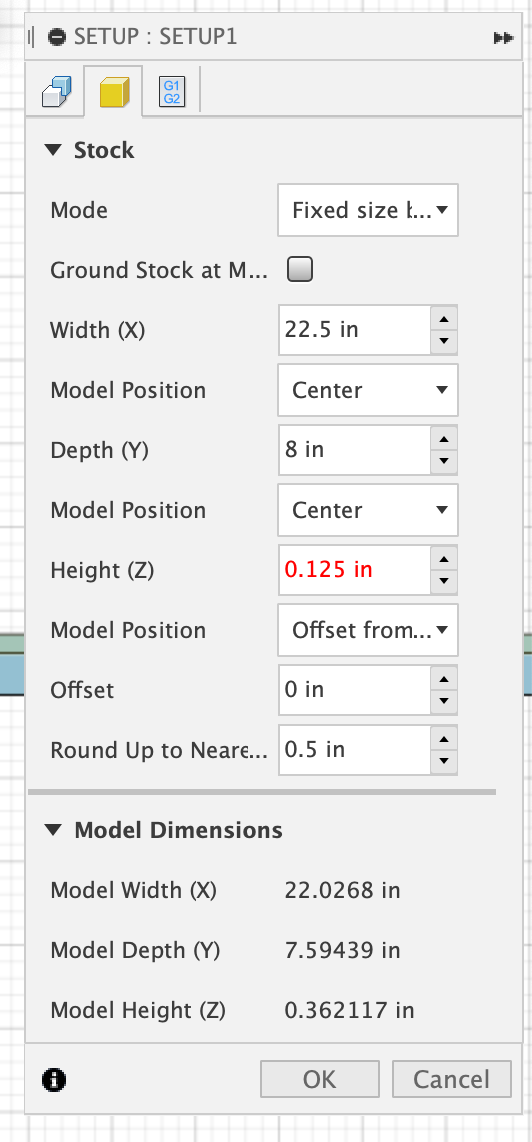 SETUP : SETUP1
G1
G2
Stock
Mode Fixed size b...
Ground Stock at M...
Width (X) 22.5 in
Model Position Center
Depth (Y) 8 in
Model Position Center
Height (Z) 0.125 in
Model Position Offset from...
Offset 0 in
Round Up to Neare... 0.5 in
Model Dimensions
Model Width (X) 22.0268 in
Model Depth (Y) 7.59439 in
Model Height (Z) 0.362117 in
OK Cancel